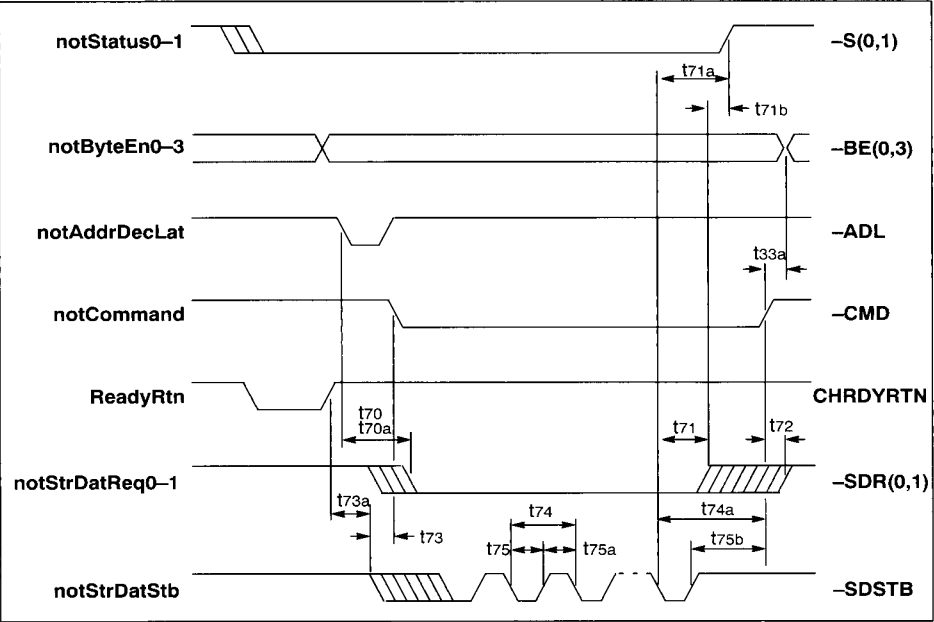 notStatus0–1 –S(0,1)
t71a
t71b
notByteEn0–3 –BE(0,3)
notAddrDecLat –ADL
t33a
notCommand –CMD
ReadyRtn CHRDYRTN
t70
t70a t71 t72
notStrDatReq0–1 –SDR(0,1)
t73a t74 t74a
t73 t75 t75a t75b
notStrDatStb –SDSTB